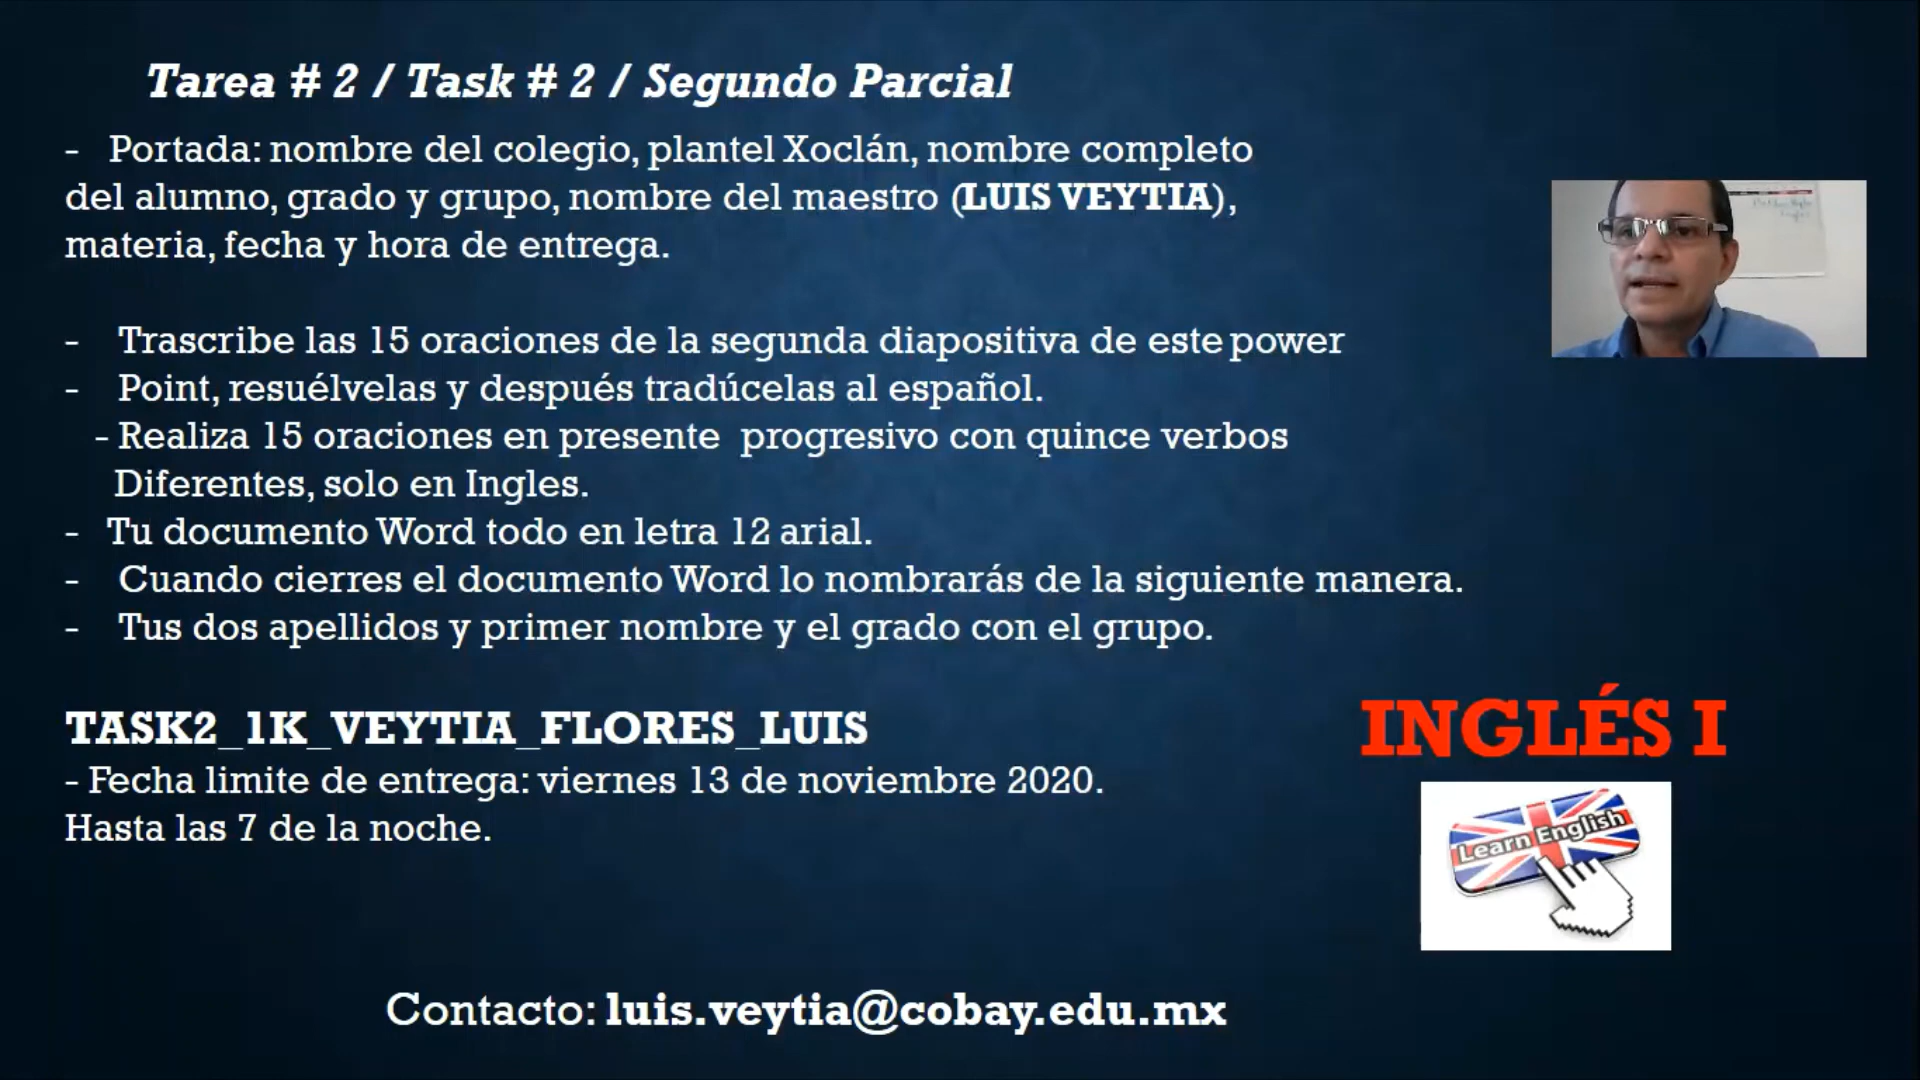 Tarea # 2 / Task # 2 / Segundo Parcial
- Portada: nombre del colegio, plantel Xoclán, nombre completo
del alumno, grado y grupo, nombre del maestro (LUIS VEYTIA),
materia, fecha y hora de entrega.
- Trascribe las 15 oraciones de la segunda diapositiva de este power
- Point, resuélvelas y después tradúcelas al español.
- Realiza 15 oraciones en presente progresivo con quince verbos
Diferentes, solo en Ingles.
- Tu documento Word todo en letra 12 arial.
- Cuando cierres el documento Word lo nombrarás de la siguiente manera.
- Tus dos apellidos y primer nombre y el grado con el grupo.
TASK2_1K_VEYTIA_FLORES_LUIS
- Fecha limite de entrega: viernes 13 de noviembre 2020.
Hasta las 7 de la noche.
INGLÉS I
Learn English
Contacto: luis.veytia@cobay.edu.mx